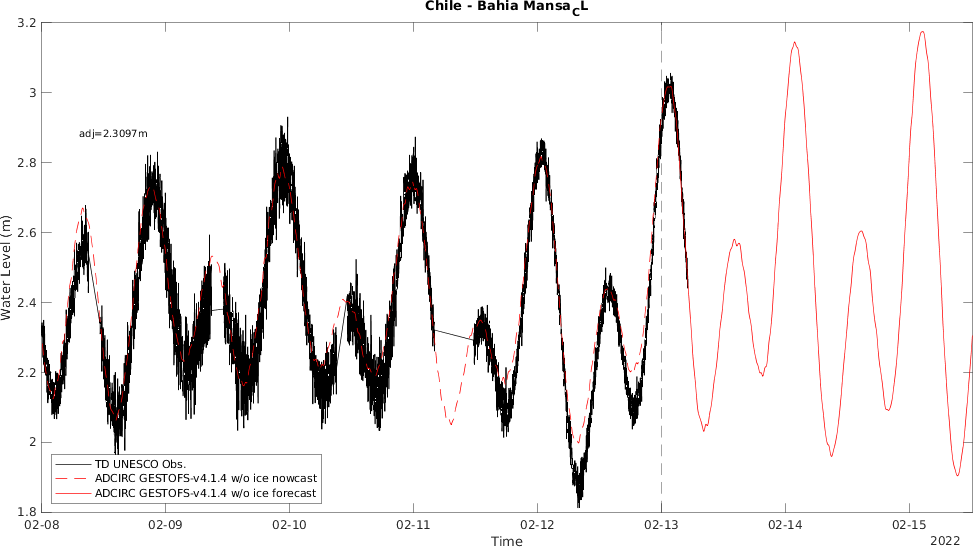 Chile - Bahia Mansa_CL
3.2
3
2.8
2.6
2.4
2.2
2
1.8
Water Level (m)
adj=2.3097m
TD UNESCO Obs.
ADCIRC GESTOFS-v4.1.4 w/o ice nowcast
ADCIRC GESTOFS-v4.1.4 w/o ice forecast
02-08 02-09 02-10 02-11 02-12 02-13 02-14 02-15
Time
2022